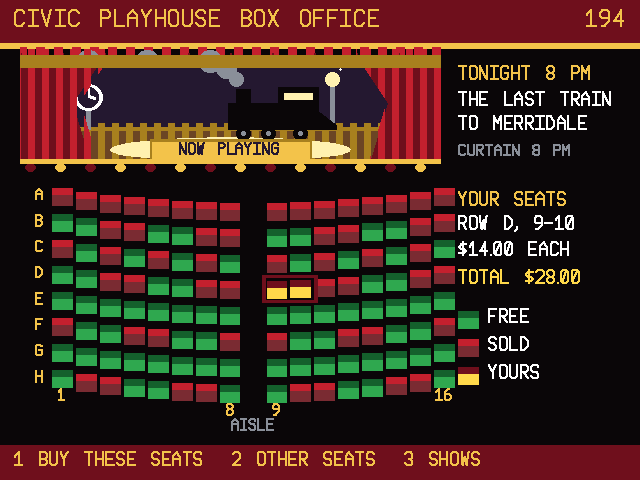 CIVIC PLAYHOUSE BOX OFFICE 194
NOW PLAYING
TONIGHT 8 PM
THE LAST TRAIN
TO MERRIDALE
CURTAIN 8 PM
YOUR SEATS
ROW D, 9-10
$14.00 EACH
TOTAL $28.00
FREE
SOLD
YOURS
A
B
C
D
E
F
G
H
1 8 9 16
AISLE
1 BUY THESE SEATS 2 OTHER SEATS 3 SHOWS